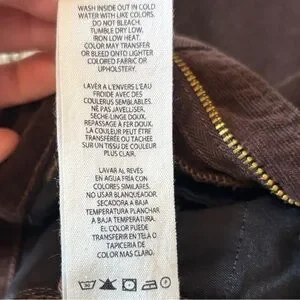 WASH INSIDE OUT IN COLD
WATER WITH LIKE COLORS.
DO NOT BLEACH.
TUMBLE DRY LOW.
IRON LOW HEAT.
COLOR MAY TRANSFER
OR BLEED ONTO LIGHTER
COLORED FABRIC OR
UPHOLSTERY.
LAVER À L'ENVERS L'EAU
FROIDE AVEC DES
COULEURS SEMBLABLES.
NE PAS JAVELLISER.
SÈCHE-LINGE DOUX.
REPASSAGE À FER DOUX.
LA COULEUR PEUT ÊTRE
TRANSFÉRÉE OU TACHER
SUR UN TISSU DE COULEUR
PLUS CLAIR.
LAVAR AL REVÉS
EN AGUA FRÍA CON
COLORES SIMILARES.
NO USAR BLANQUEADOR
SECADORA A BAJA
TEMPERATURA PLANCHAR
A BAJA TEMPERATURA.
EL COLOR PUEDE
TRANSFERIR EN TELA O
TAPICERIA DE
COLOR MAS CLARO.